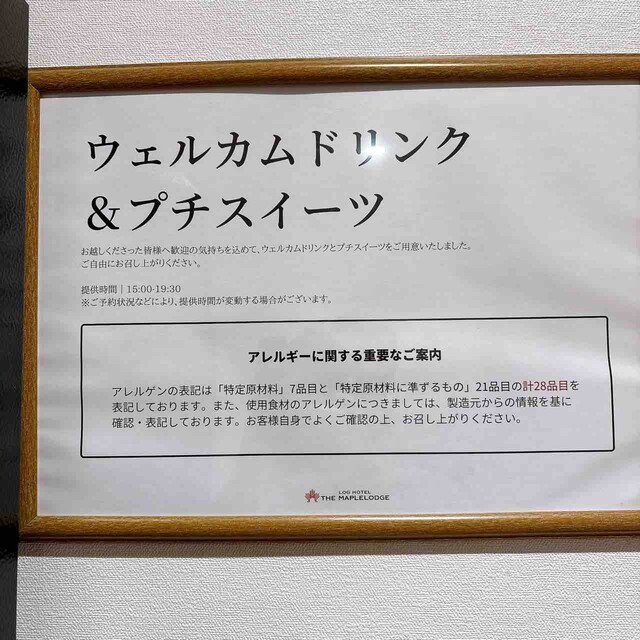 ウェルカムドリンク
＆プチスイーツ
お越しくださった皆様へ歓迎の気持ちを込めて、ウェルカムドリンクとプチスイーツをご用意いたしました。
ご自由にお召し上がりください。
提供時間｜15:00-19:30
※ご予約状況などにより、提供時間が変動する場合がございます。
アレルギーに関する重要なご案内
アレルゲンの表記は「特定原材料」7品目と「特定原材料に準ずるもの」21品目の計28品目を
表記しております。また、使用食材のアレルゲンにつきましては、製造元からの情報を基に
確認・表記しております。お客様自身でよくご確認の上、お召し上がりください。
LOG HOTEL
THE MAPLELODGE